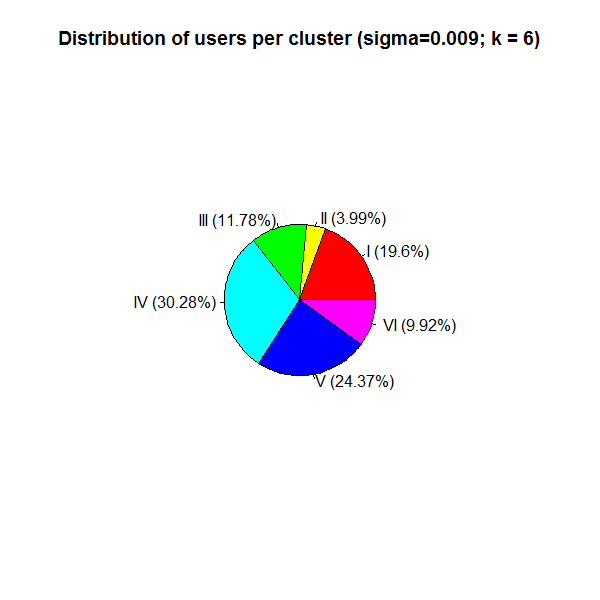 Distribution of users per cluster (sigma=0.009; k = 6)
III (11.78%)
II (3.99%)
I (19.6%)
IV (30.28%)
VI (9.92%)
V (24.37%)